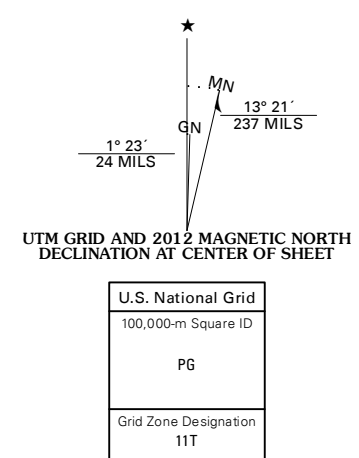 ★
MN
GN
13° 21´
237 MILS
1° 23´
24 MILS
UTM GRID AND 2012 MAGNETIC NORTH
DECLINATION AT CENTER OF SHEET
U.S. National Grid
100,000-m Square ID
PG
Grid Zone Designation
11T